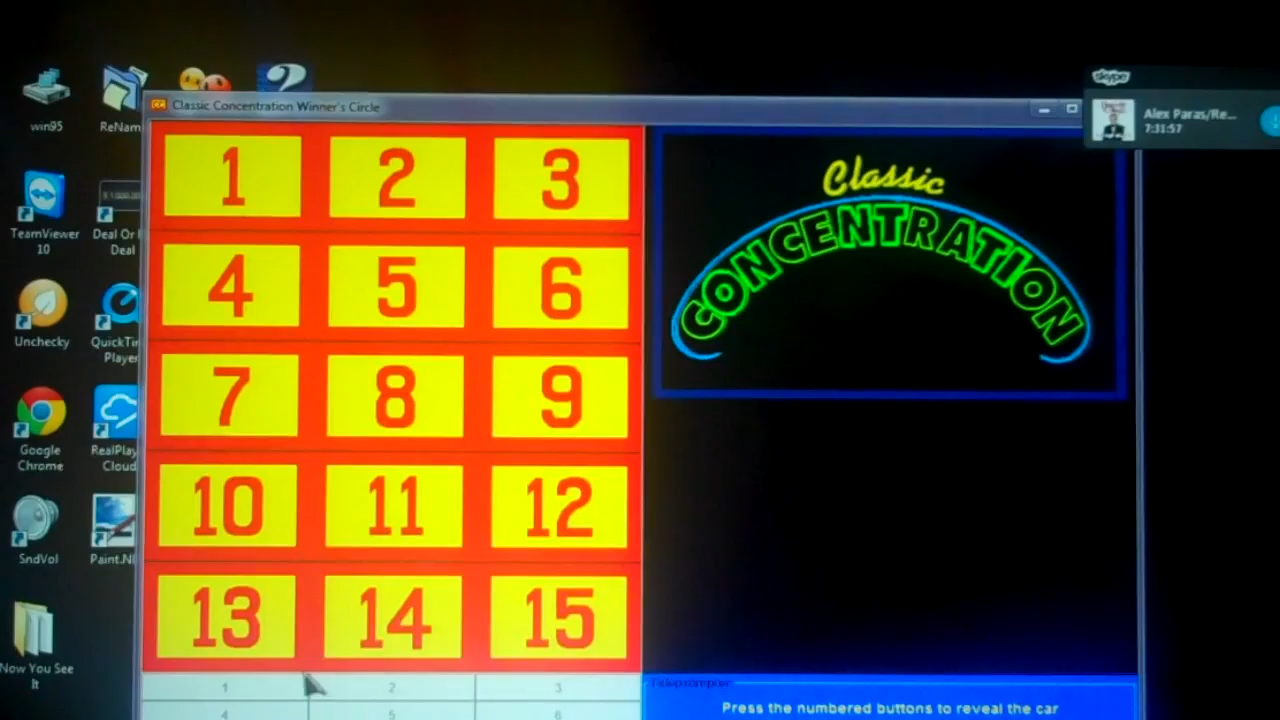 skype
Classic Concentration Winner's Circle
Alex Paras/Re...
7:31:57
win95
ReNam
1 2 3
Classic
CONCENTRATION
TeamViewer
10
Deal Or
Deal
4 5 6
Unchecky
QuickTim
Player
7 8 9
Google
Chrome
RealPlay
Cloud
10 11 12
SndVol
Paint.N
13 14 15
Now You See
It
1 2 3
Teleprompter
Press the numbered buttons to reveal the car
4 5 6